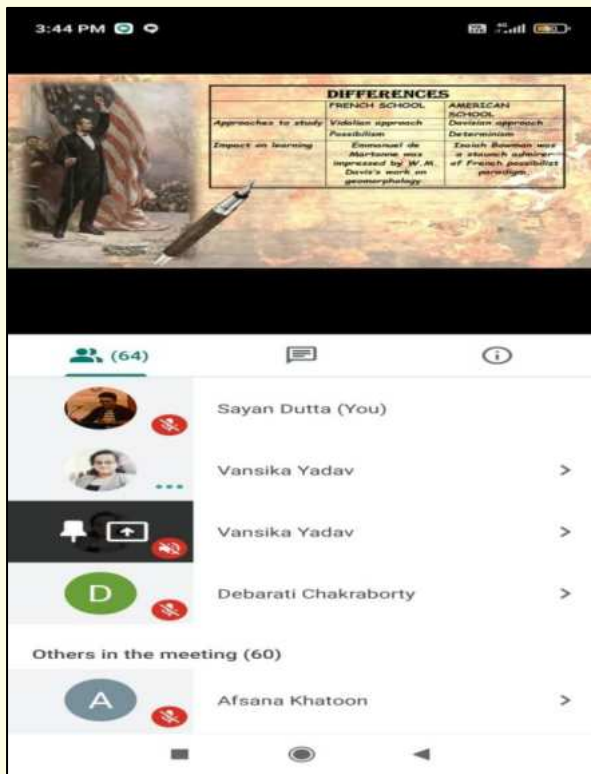 3:44 PM
DIFFERENCES
FRENCH SCHOOL
AMERICAN SCHOOL
Approaches to study
Vidalian approach
Davisian approach
Possibilism
Determinism
Impact on learning
Emmanuel de
Martonne was
impressed by W.M.
Davis's work on
geomorphology
Isaiah Bowman was
a staunch admirer
of French possibilist
paradigm.
(64)
Sayan Dutta (You)
Vansika Yadav
Vansika Yadav
D
Debarati Chakraborty
Others in the meeting (60)
A
Afsana Khatoon